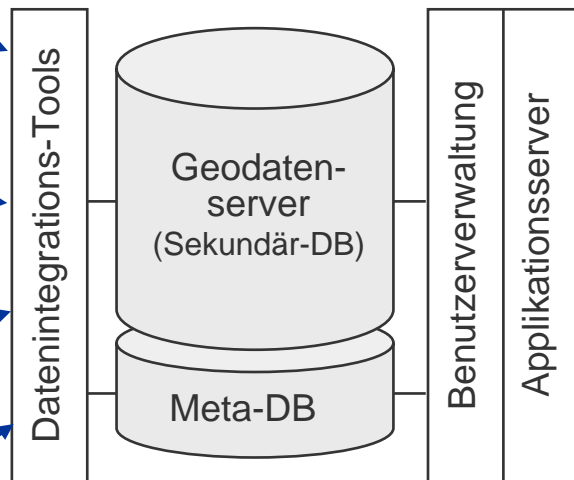 Datenintegrations-Tools
Geodaten-
server
(Sekundär-DB)
Meta-DB
Benutzerverwaltung
Applikationsserver